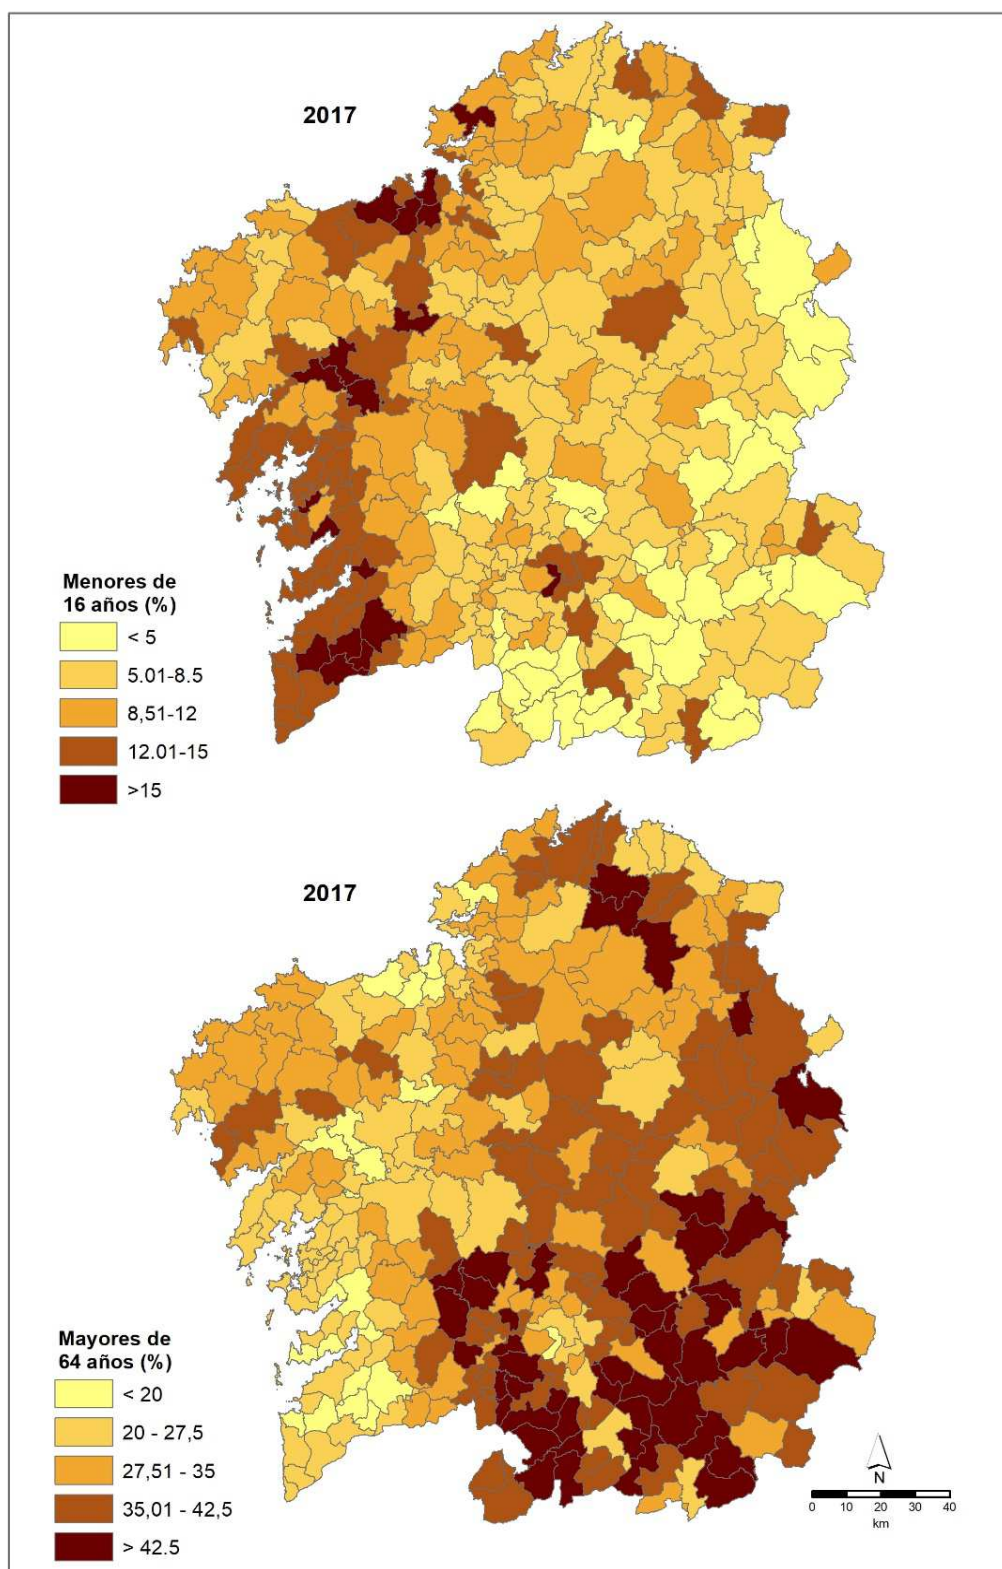 2017
Menores de
16 años (%)
< 5
5.01-8.5
8,51-12
12.01-15
>15
2017
Mayores de
64 años (%)
< 20
20 - 27,5
27,51 - 35
35,01 - 42,5
> 42.5
N
0 10 20 30 40
km